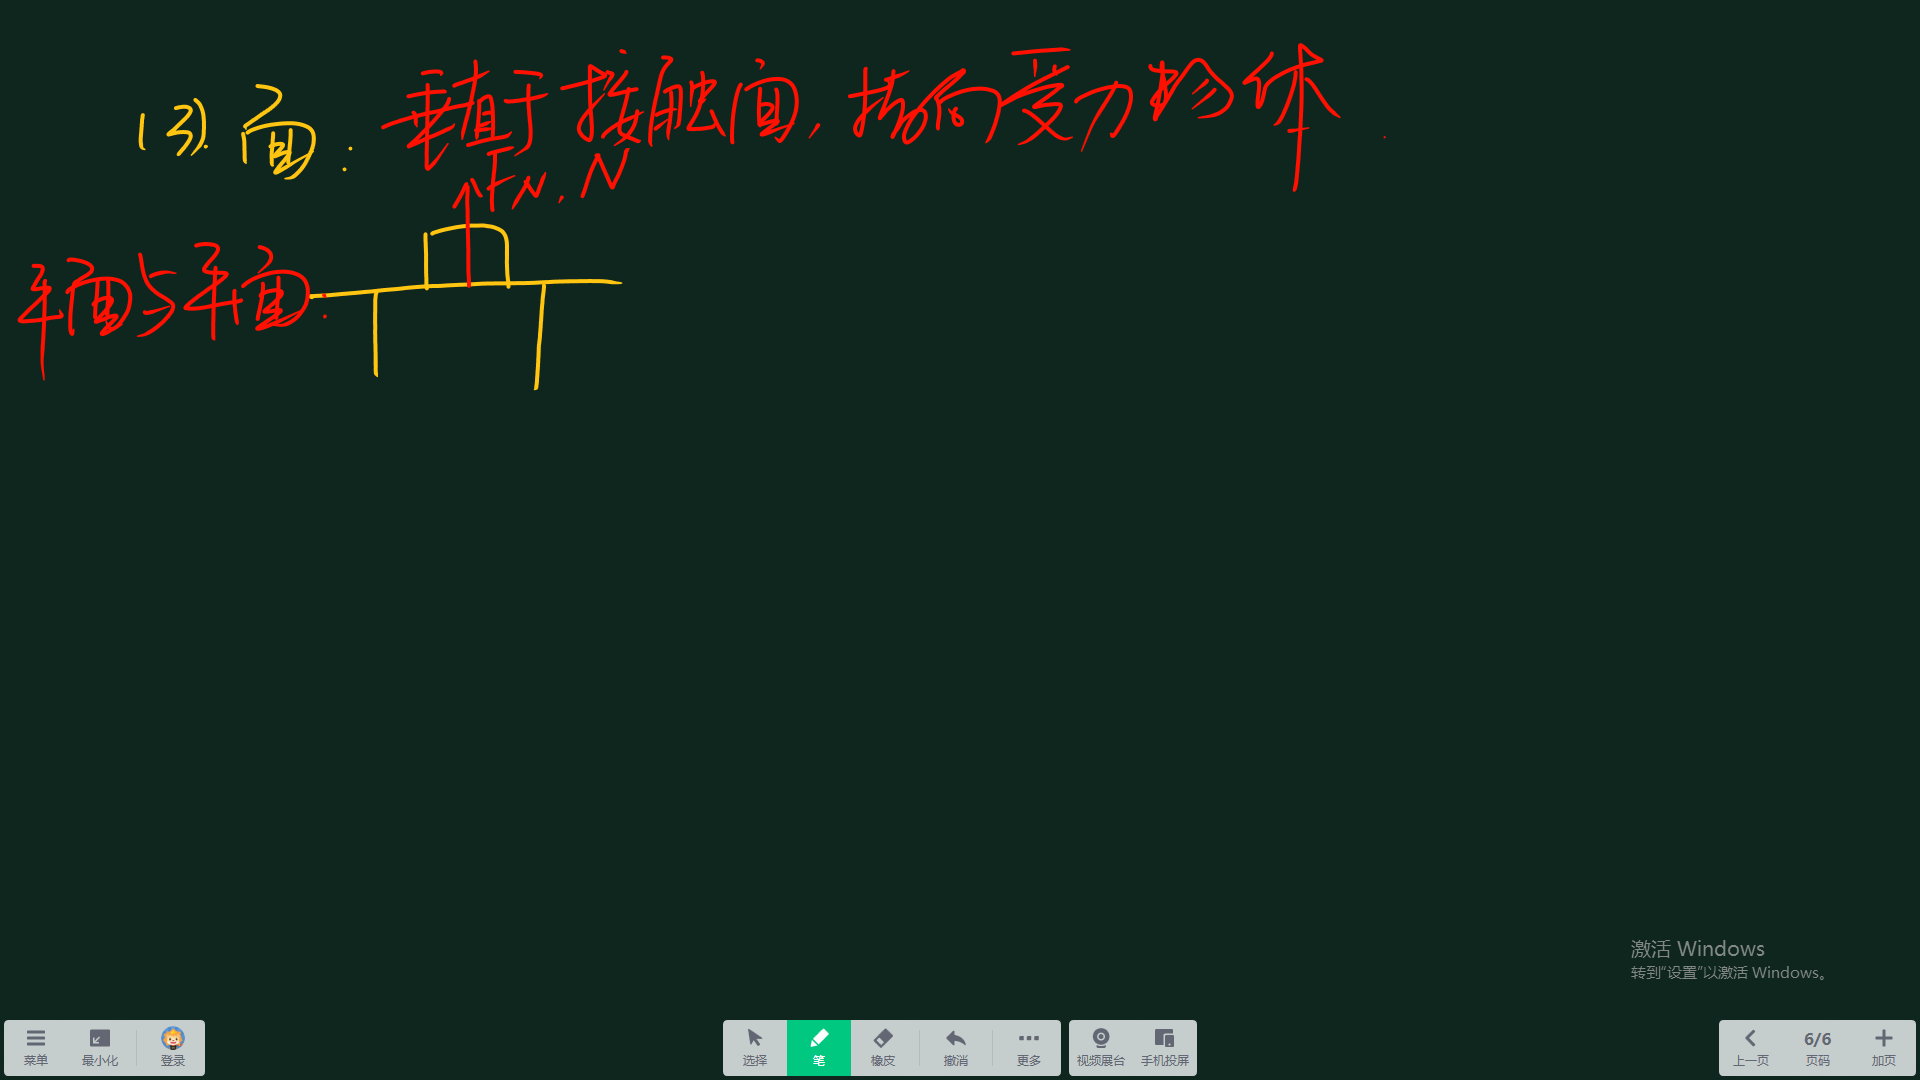 (3).面：垂直于接触面，指向受力物体.
FN, N
平面与平面：
激活 Windows
转到“设置”以激活 Windows。
菜单 最小化 登录 选择 笔 橡皮 撤消 更多 视频展台 手机投屏 上一页 6/6 页码 加页